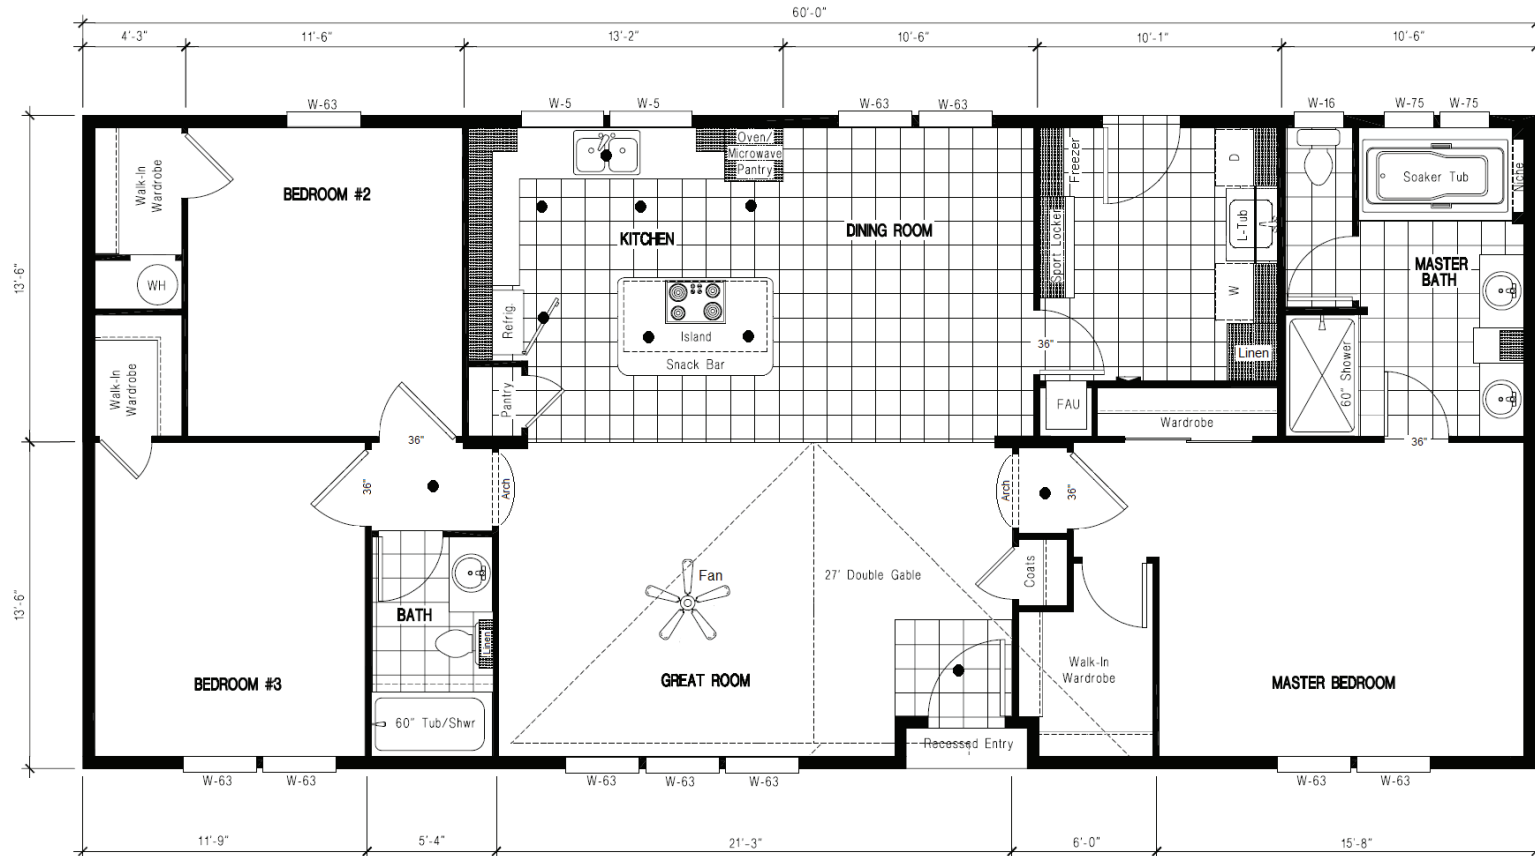 60'-0"
4'-3"
11'-6"
13'-2"
10'-6"
10'-1"
10'-6"
W-63
W-5
W-5
W-63
W-63
W-16
W-75
W-75
Walk-In
Wardrobe
BEDROOM #2
Oven/
Microwave
Pantry
Freezer
D
Soaker Tub
Niche
KITCHEN
DINING ROOM
Sport Locker
L-Tub
MASTER
BATH
13'-6"
WH
Refrig.
Island
Snack Bar
W
36"
Linen
60" Shower
Walk-In
Wardrobe
Pantry
FAU
Wardrobe
36"
36"
36"
Arch
Arch
36"
Fan
27' Double Gable
Coats
13'-6"
BATH
Linen
BEDROOM #3
GREAT ROOM
Walk-In
Wardrobe
MASTER BEDROOM
60" Tub/Shwr
Recessed Entry
W-63
W-63
W-63
W-63
W-63
W-63
W-63
11'-9"
5'-4"
21'-3"
6'-0"
15'-8"